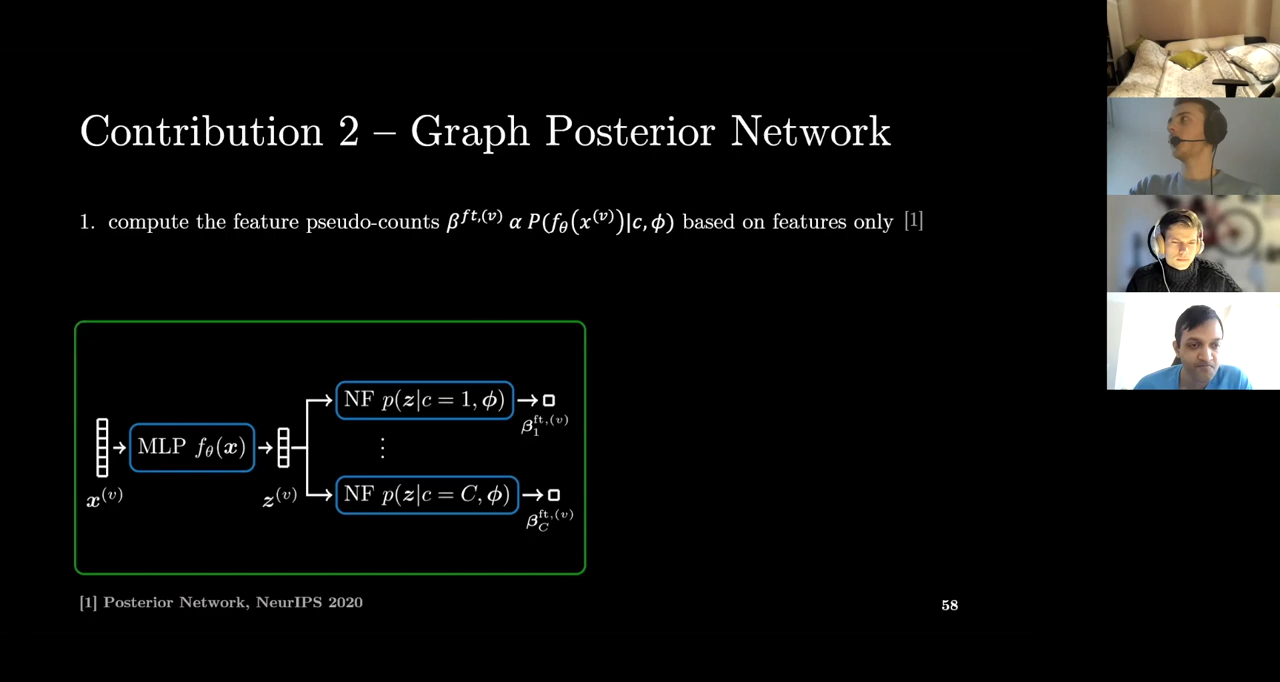 Contribution 2 – Graph Posterior Network
1. compute the feature pseudo-counts β^{ft,(v)} α P(f_θ(x^{(v)})|c, ϕ) based on features only [1]
NF p(z|c = 1, ϕ)
β_1^{ft,(v)}
MLP f_θ(x)
⋮
x^{(v)}
z^{(v)}
NF p(z|c = C, ϕ)
β_C^{ft,(v)}
[1] Posterior Network, NeurIPS 2020
58